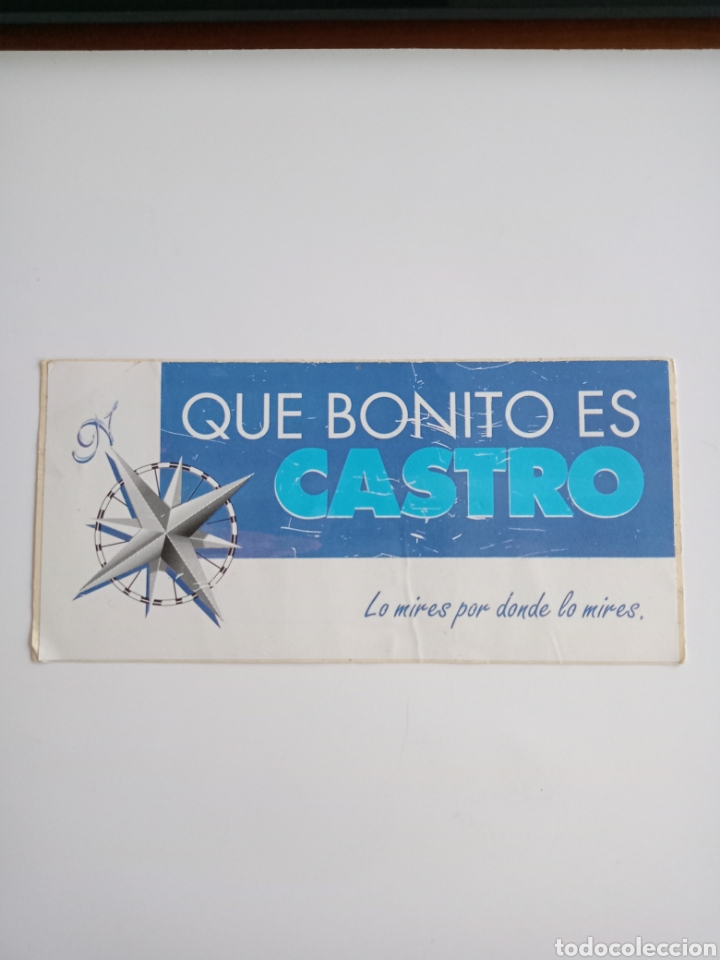 N
QUE BONITO ES
CASTRO
Lo mires por donde lo mires.
todocoleccion